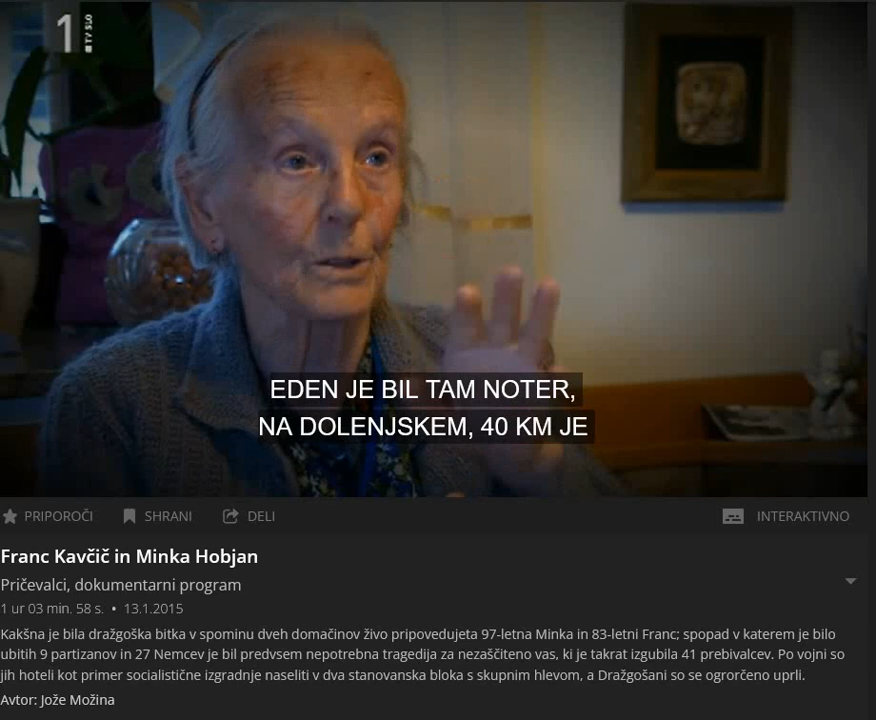 1
TV SLO
EDEN JE BIL TAM NOTER,
NA DOLENJSKEM, 40 KM JE
PRIPOROČI SHRANI DELI INTERAKTIVNO
Franc Kavčič in Minka Hobjan
Pričevalci, dokumentarni program
1 ur 03 min. 58 s. • 13.1.2015
Kakšna je bila dražgoška bitka v spominu dveh domačinov živo pripovedujeta 97-letna Minka in 83-letni Franc; spopad v katerem je bilo
ubitih 9 partizanov in 27 Nemcev je bil predvsem nepotrebna tragedija za nezaščiteno vas, ki je takrat izgubila 41 prebivalcev. Po vojni so
jih hoteli kot primer socialistične izgradnje naseliti v dva stanovanska bloka s skupnim hlevom, a Dražgošani so se ogrorčeno uprli.
Avtor: Jože Možina